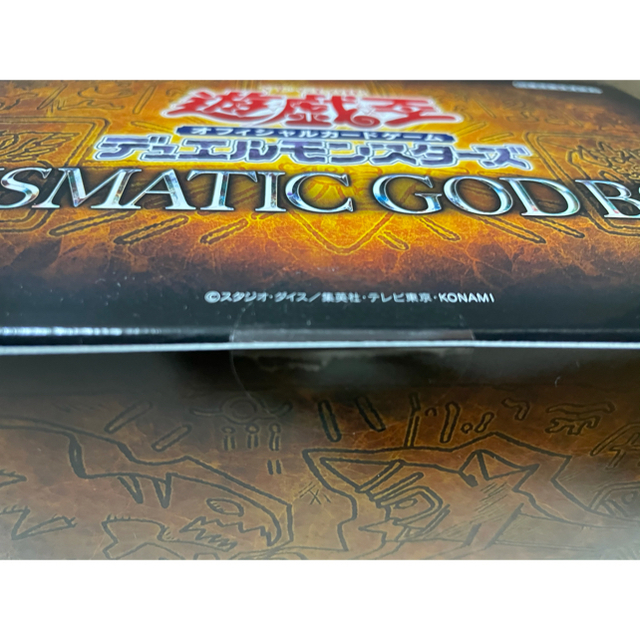 遊戯王
オフィシャルカードゲーム
デュエルモンスターズ
ISMATIC GOD B
©スタジオ・ダイス/集英社・テレビ東京・KONAMI